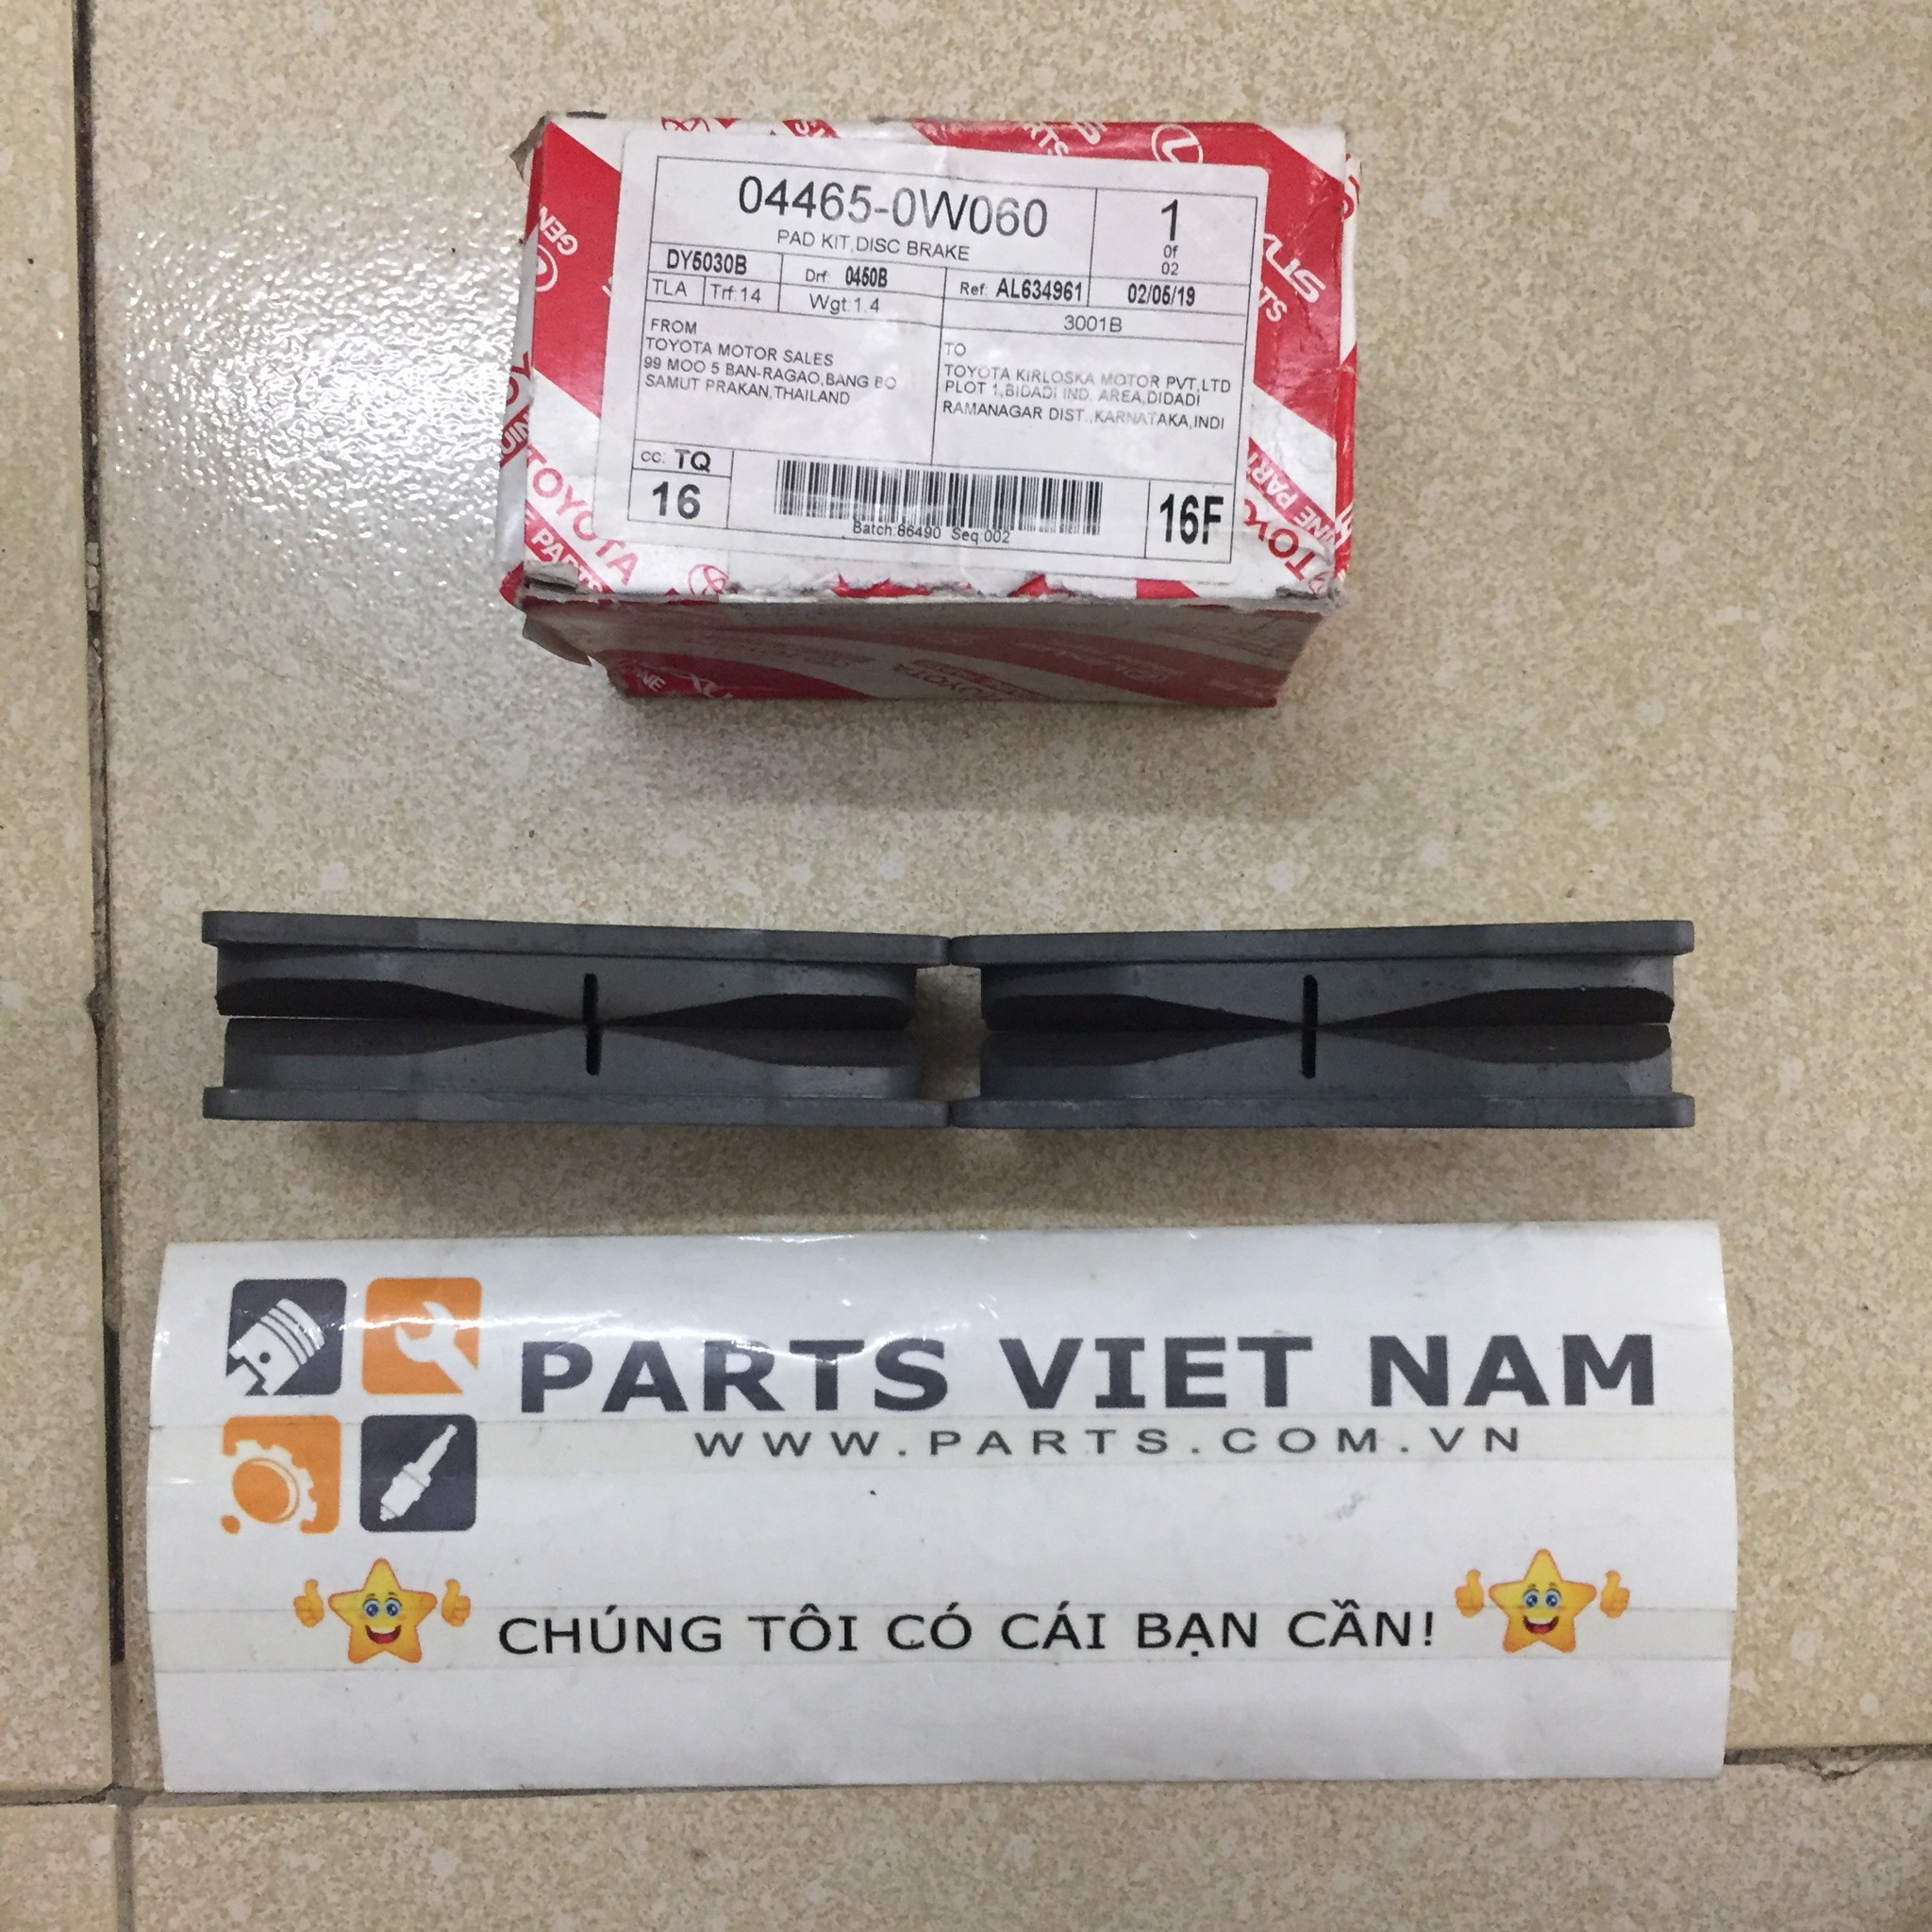 04465-0W060
PAD KIT,DISC BRAKE
1
Of
02
DY5030B
Drf: 0450B
Ref: AL634961
02/05/19
TLA
Trf:14
Wgt:1.4
3001B
FROM
TOYOTA MOTOR SALES
99 MOO 5 BAN-RAGAO,BANG BO
SAMUT PRAKAN,THAILAND
TO
TOYOTA KIRLOSKA MOTOR PVT,LTD
PLOT 1,BIDADI IND. AREA,DIDADI
RAMANAGAR DIST.,KARNATAKA,INDI
CC: TQ
16
Batch:86490 Seq:002
16F
TOYOTA
PARTS VIET NAM
WWW.PARTS.COM.VN
CHÚNG TÔI CÓ CÁI BẠN CẦN!